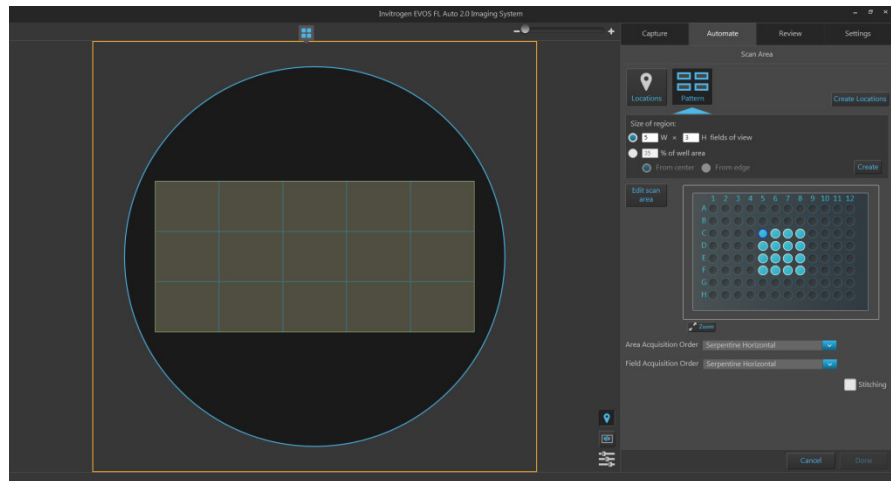 Invitrogen EVOS FL Auto 2.0 Imaging System
Capture Automate Review Settings
Scan Area
Locations Pattern Create Locations
Size of region:
5 W × 3 H fields of view
35 % of well area
From center From edge Create
Edit scan
area
1 2 3 4 5 6 7 8 9 10 11 12
A
B
C
D
E
F
G
H
Zoom
Area Acquisition Order Serpentine Horizontal
Field Acquisition Order Serpentine Horizontal
Stitching
Cancel Done